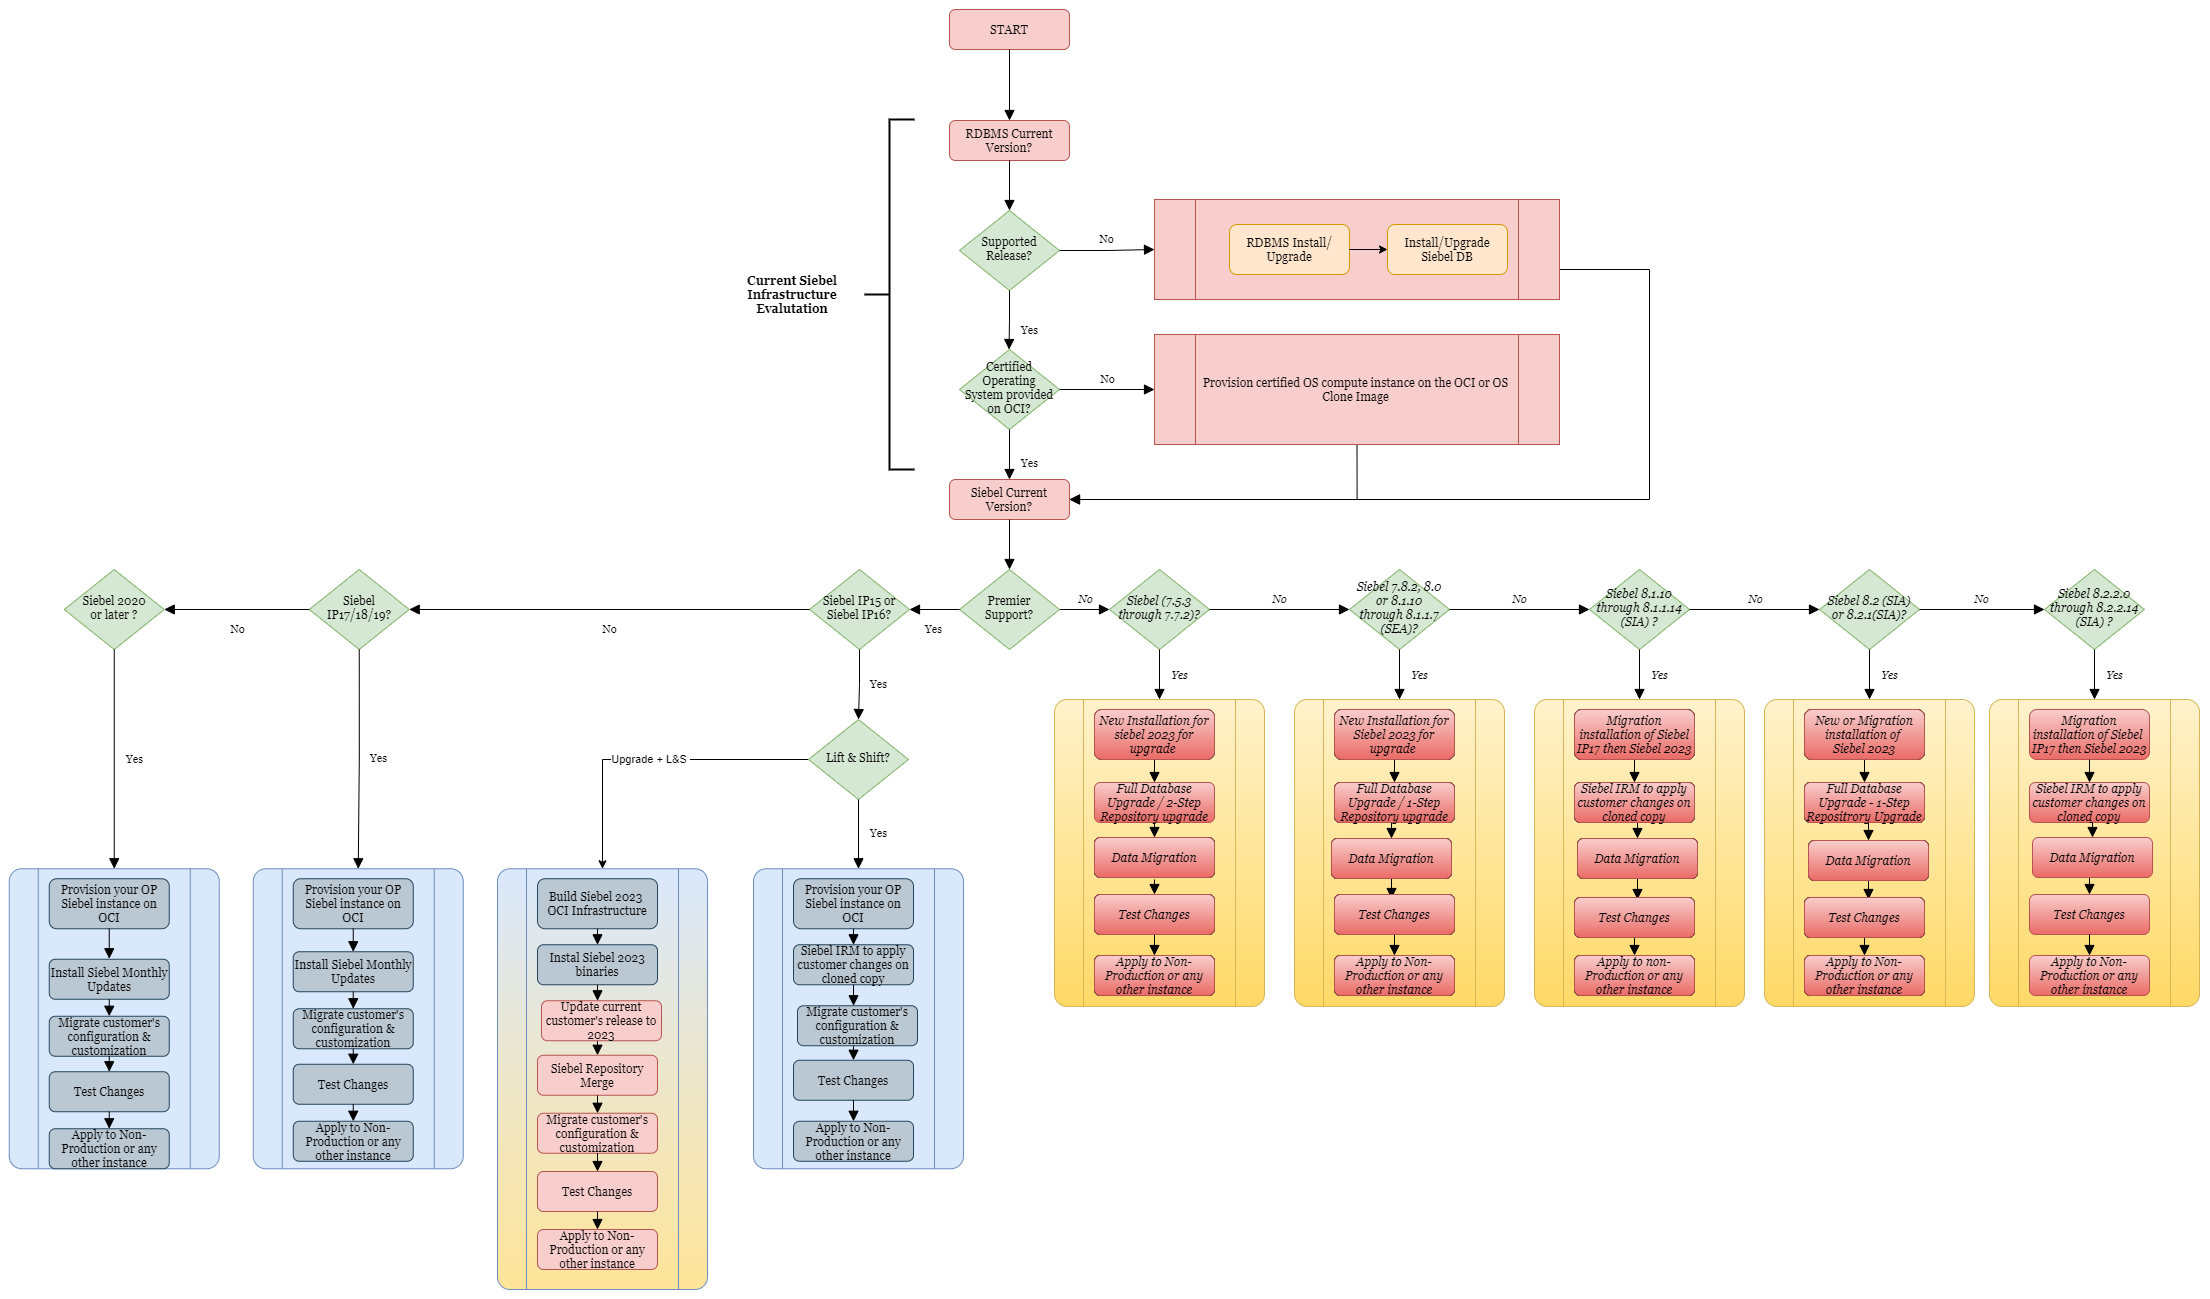 START
RDBMS Current
Version?
Supported
Release?
No
RDBMS Install/
Upgrade
Install/Upgrade
Siebel DB
Current Siebel
Infrastructure
Evalutation
Yes
Certified
Operating
System provided
on OCI?
No
Provision certified OS compute instance on the OCI or OS
Clone Image
Yes
Siebel Current
Version?
Siebel 2020
or later ?
No
Siebel
IP17/18/19?
No
Siebel IP15 or
Siebel IP16?
Yes
Premier
Support?
No
Siebel (7.5.3
through 7.7.2)?
No
Siebel 7.8.2, 8.0
or 8.1.10
through 8.1.1.7
(SEA)?
No
Siebel 8.1.10
through 8.1.1.14
(SIA) ?
No
Siebel 8.2 (SIA)
or 8.2.1(SIA)?
No
Siebel 8.2.2.0
through 8.2.2.14
(SIA) ?
Yes
Yes
Yes
Yes
Yes
Yes
Yes
Yes
Upgrade + L&S
Lift & Shift?
Yes
Provision your OP
Siebel instance on
OCI
Install Siebel Monthly
Updates
Migrate customer's
configuration &
customization
Test Changes
Apply to Non-
Production or any
other instance
Provision your OP
Siebel instance on
OCI
Install Siebel Monthly
Updates
Migrate customer's
configuration &
customization
Test Changes
Apply to Non-
Production or any
other instance
Build Siebel 2023
OCI Infrastructure
Instal Siebel 2023
binaries
Update current
customer's release to
2023
Siebel Repository
Merge
Migrate customer's
configuration &
customization
Test Changes
Apply to Non-
Production or any
other instance
Provision your OP
Siebel instance on
OCI
Siebel IRM to apply
customer changes on
cloned copy
Migrate customer's
configuration &
customization
Test Changes
Apply to Non-
Production or any
other instance
New Installation for
siebel 2023 for
upgrade
Full Database
Upgrade / 2-Step
Repository upgrade
Data Migration
Test Changes
Apply to Non-
Production or any
other instance
New Installation for
Siebel 2023 for
upgrade
Full Database
Upgrade / 1-Step
Repository upgrade
Data Migration
Test Changes
Apply to Non-
Production or any
other instance
Migration
installation of Siebel
IP17 then Siebel 2023
Siebel IRM to apply
customer changes on
cloned copy
Data Migration
Test Changes
Apply to non-
Production or any
other instance
New or Migration
installation of
Siebel 2023
Full Database
Upgrade - 1-Step
Repositrory Upgrade
Data Migration
Test Changes
Apply to Non-
Production or any
other instance
Migration
installation of Siebel
IP17 then Siebel 2023
Siebel IRM to apply
customer changes on
cloned copy
Data Migration
Test Changes
Apply to Non-
Production or any
other instance